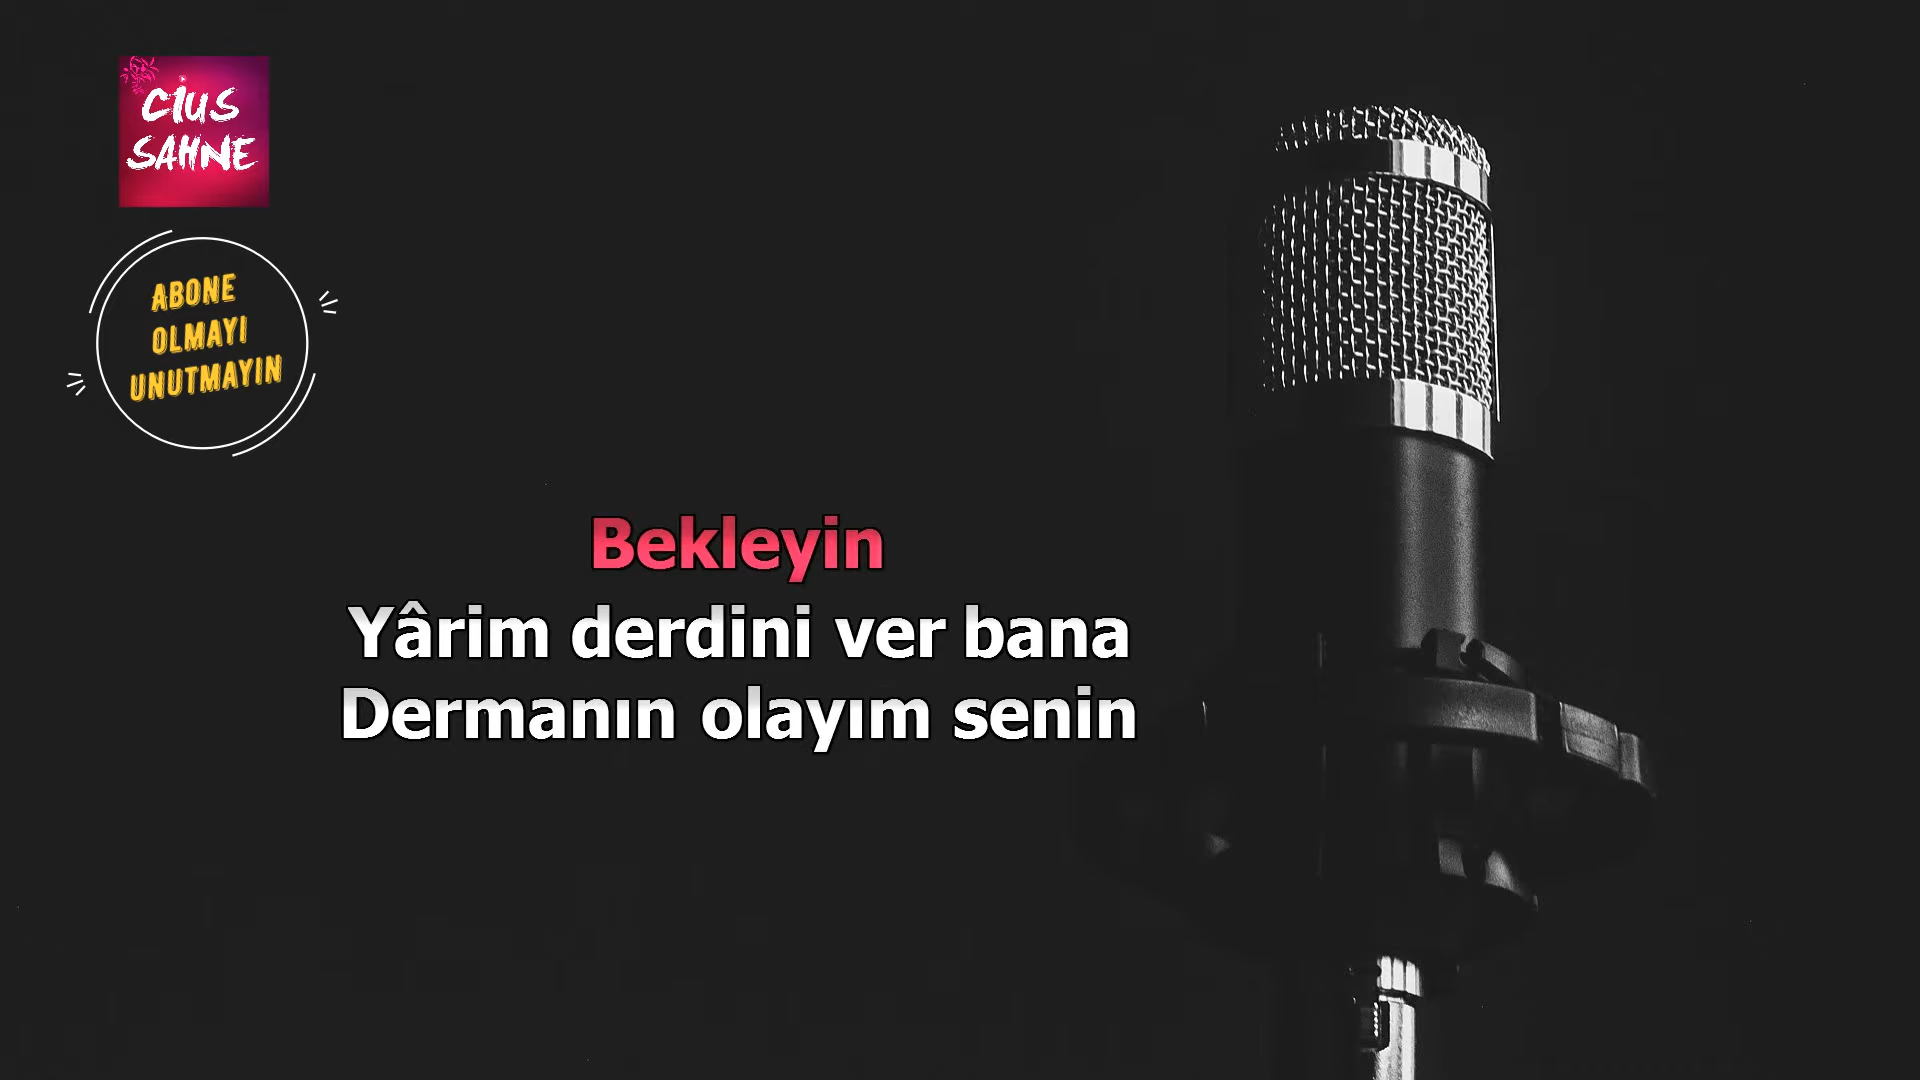 CİUS
SAHNE
ABONE
OLMAYI
UNUTMAYIN
Bekleyin
Yârim derdini ver bana
Dermanın olayım senin